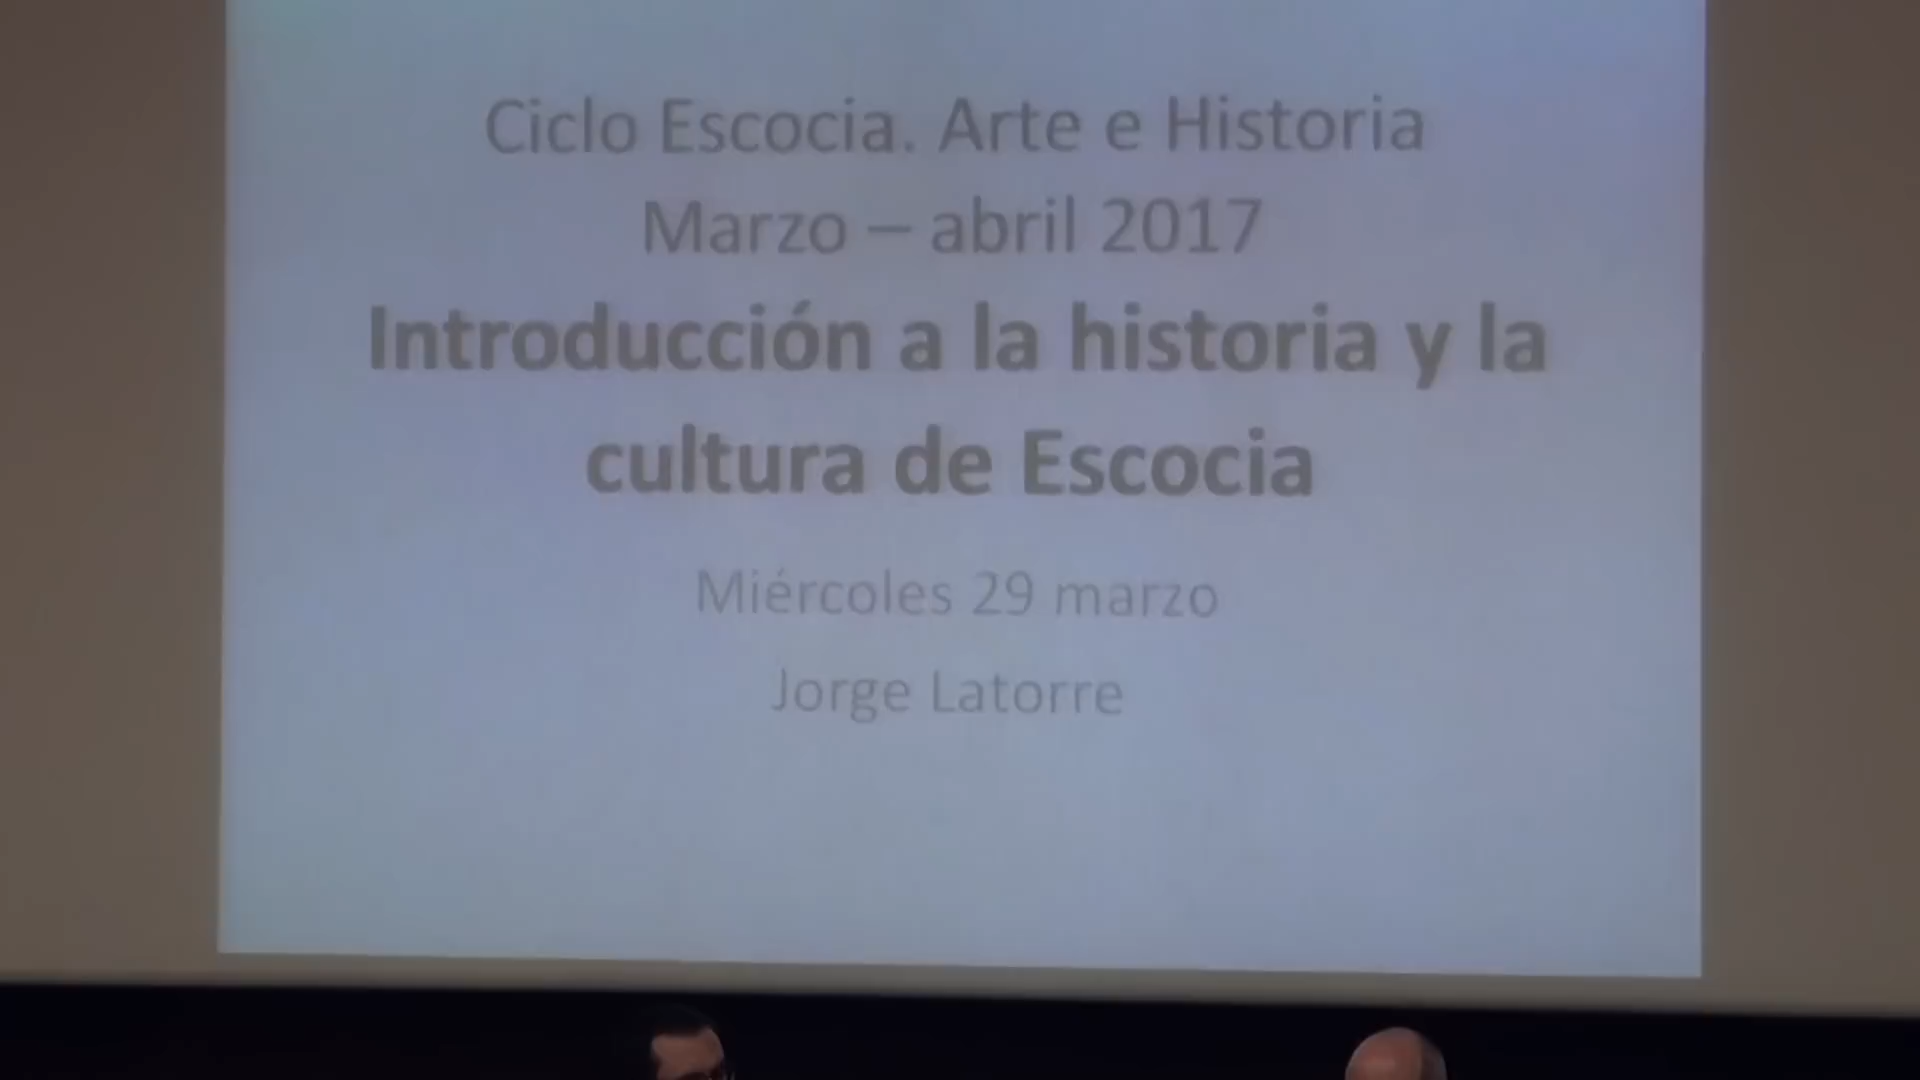 Ciclo Escocia. Arte e Historia
Marzo – abril 2017
Introducción a la historia y la
cultura de Escocia
Miércoles 29 marzo
Jorge Latorre